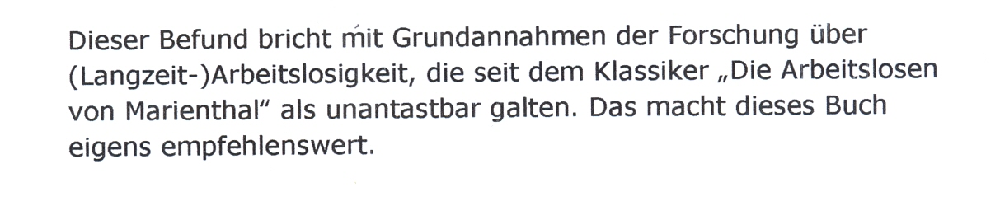 Dieser Befund bricht mit Grundannahmen der Forschung über
(Langzeit-)Arbeitslosigkeit, die seit dem Klassiker „Die Arbeitslosen
von Marienthal“ als unantastbar galten. Das macht dieses Buch
eigens empfehlenswert.